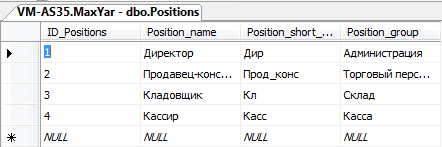 VM-AS35.MaxYar - dbo.Positions
ID_Positions Position_name Position_short_... Position_group
1 Директор Дир Администрация
2 Продавец-конс... Прод_конс Торговый перс...
3 Кладовщик Кл Склад
4 Кассир Касс Касса
NULL NULL NULL NULL